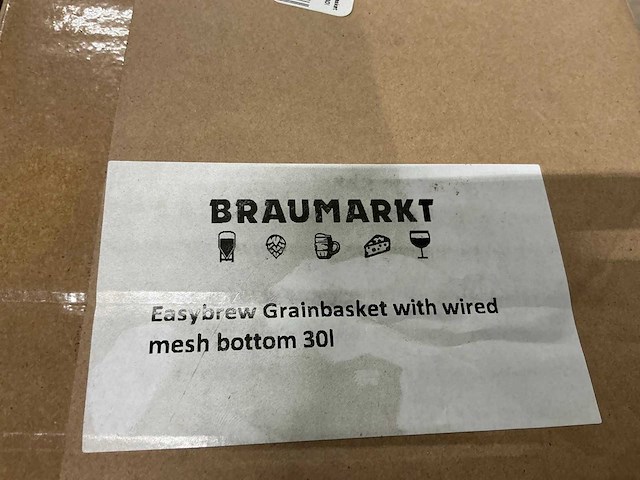 BRAUMARKT
Easybrew Grainbasket with wired
mesh bottom 30l